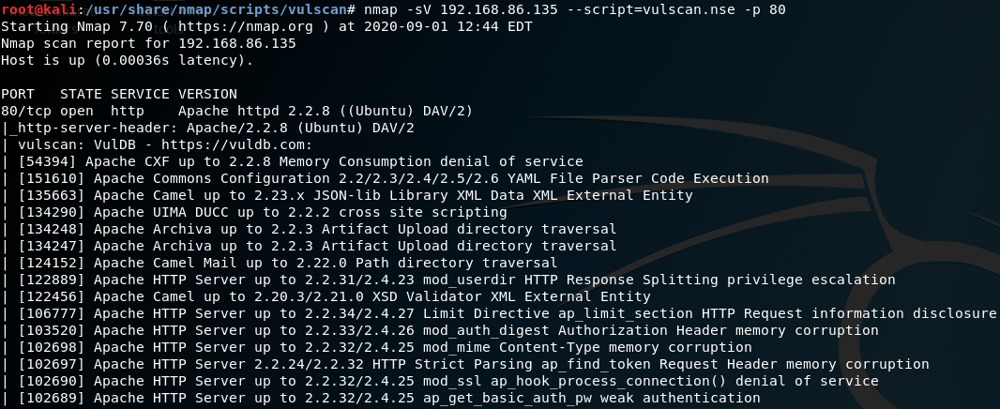 root@kali:/usr/share/nmap/scripts/vulscan# nmap -sV 192.168.86.135 --script=vulscan.nse -p 80
Starting Nmap 7.70 ( https://nmap.org ) at 2020-09-01 12:44 EDT
Nmap scan report for 192.168.86.135
Host is up (0.00036s latency).

PORT   STATE SERVICE VERSION
80/tcp open  http    Apache httpd 2.2.8 ((Ubuntu) DAV/2)
|_http-server-header: Apache/2.2.8 (Ubuntu) DAV/2
| vulscan: VulDB - https://vuldb.com:
| [54394] Apache CXF up to 2.2.8 Memory Consumption denial of service
| [151610] Apache Commons Configuration 2.2/2.3/2.4/2.5/2.6 YAML File Parser Code Execution
| [135663] Apache Camel up to 2.23.x JSON-lib Library XML Data XML External Entity
| [134290] Apache UIMA DUCC up to 2.2.2 cross site scripting
| [134248] Apache Archiva up to 2.2.3 Artifact Upload directory traversal
| [134247] Apache Archiva up to 2.2.3 Artifact Upload directory traversal
| [124152] Apache Camel Mail up to 2.22.0 Path directory traversal
| [122889] Apache HTTP Server up to 2.2.31/2.4.23 mod_userdir HTTP Response Splitting privilege escalation
| [122456] Apache Camel up to 2.20.3/2.21.0 XSD Validator XML External Entity
| [106777] Apache HTTP Server up to 2.2.34/2.4.27 Limit Directive ap_limit_section HTTP Request information disclosure
| [103520] Apache HTTP Server up to 2.2.33/2.4.26 mod_auth_digest Authorization Header memory corruption
| [102698] Apache HTTP Server up to 2.2.32/2.4.25 mod_mime Content-Type memory corruption
| [102697] Apache HTTP Server 2.2.24/2.2.32 HTTP Strict Parsing ap_find_token Request Header memory corruption
| [102690] Apache HTTP Server up to 2.2.32/2.4.25 mod_ssl ap_hook_process_connection() denial of service
| [102689] Apache HTTP Server up to 2.2.32/2.4.25 ap_get_basic_auth_pw weak authentication